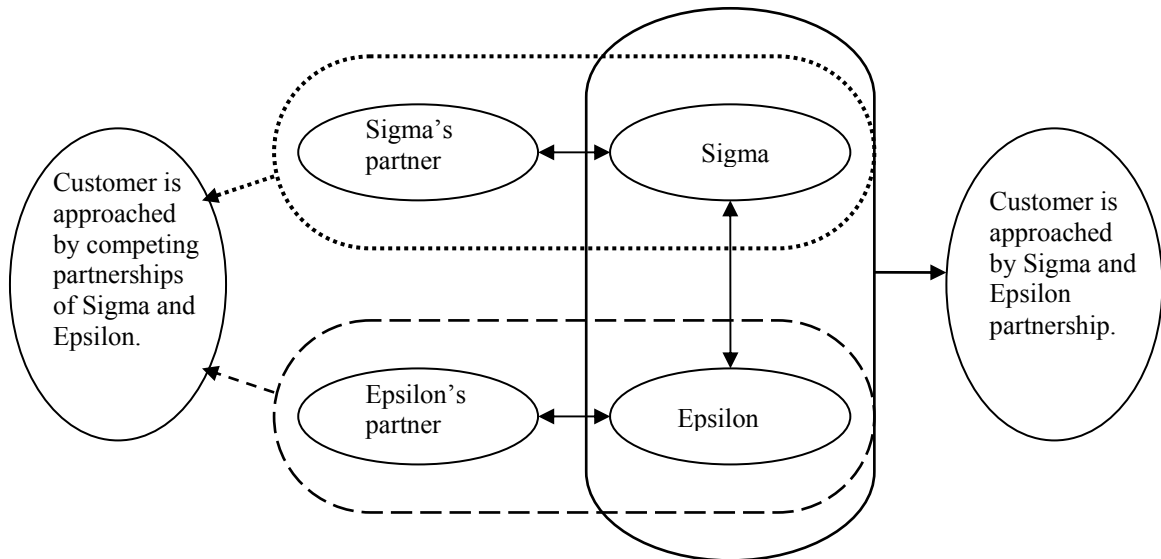 Customer is
approached
by competing
partnerships
of Sigma and
Epsilon.
Sigma’s
partner
Sigma
Epsilon’s
partner
Epsilon
Customer is
approached
by Sigma and
Epsilon
partnership.